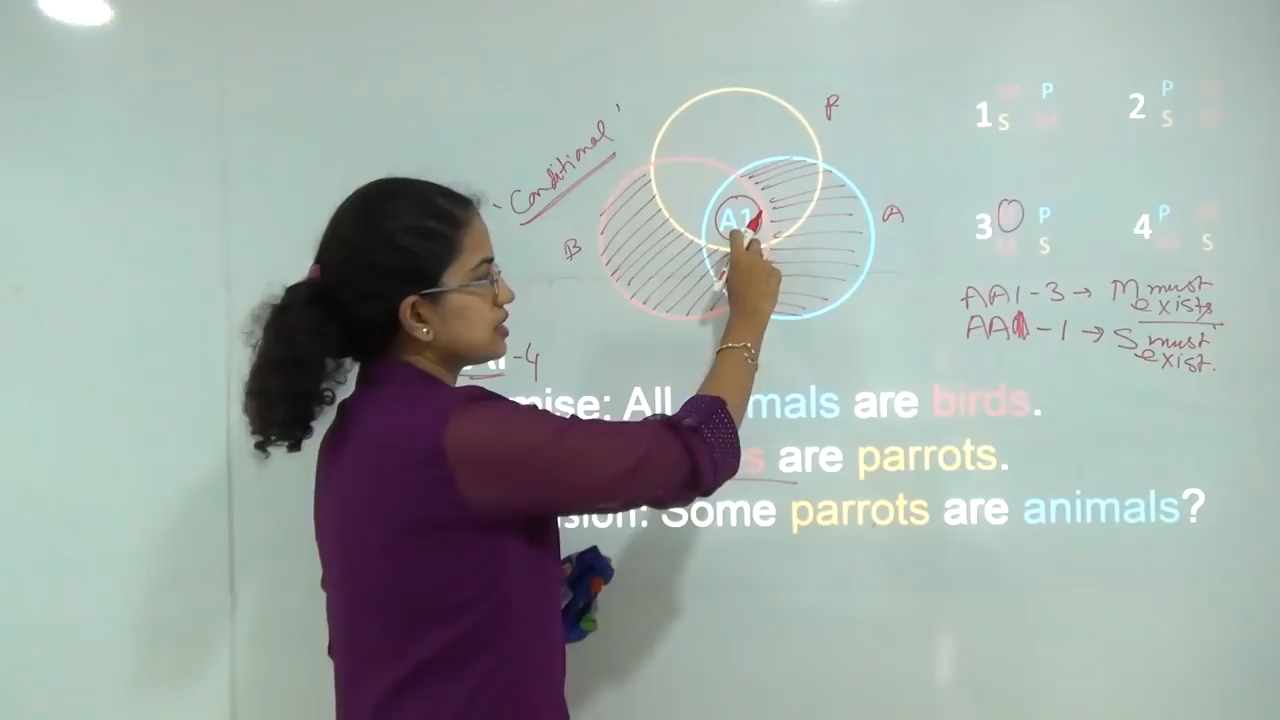 'Conditional'
P
B
A
A1
1 P
S
2 P
S
3 P
S
4 P
S
AA1-3 → M must exists
AA -1 → S must exist.
-4
mise: All mals are birds.
s are parrots.
sion: Some parrots are animals?